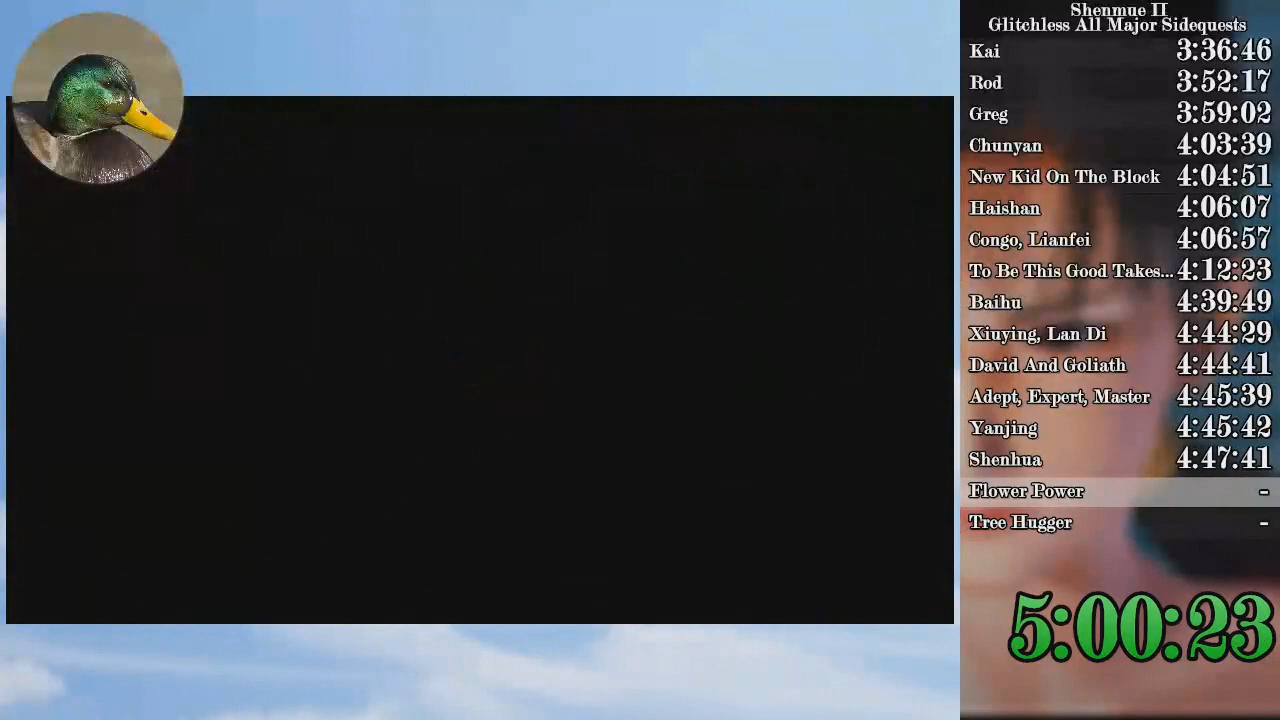 Shenmue II
Glitchless All Major Sidequests
Kai 3:36:46
Rod 3:52:17
Greg 3:59:02
Chunyan 4:03:39
New Kid On The Block 4:04:51
Haishan 4:06:07
Congo, Lianfei 4:06:57
To Be This Good Takes... 4:12:23
Baihu 4:39:49
Xiuying, Lan Di 4:44:29
David And Goliath 4:44:41
Adept, Expert, Master 4:45:39
Yanjing 4:45:42
Shenhua 4:47:41
Flower Power -
Tree Hugger -
5:00:23